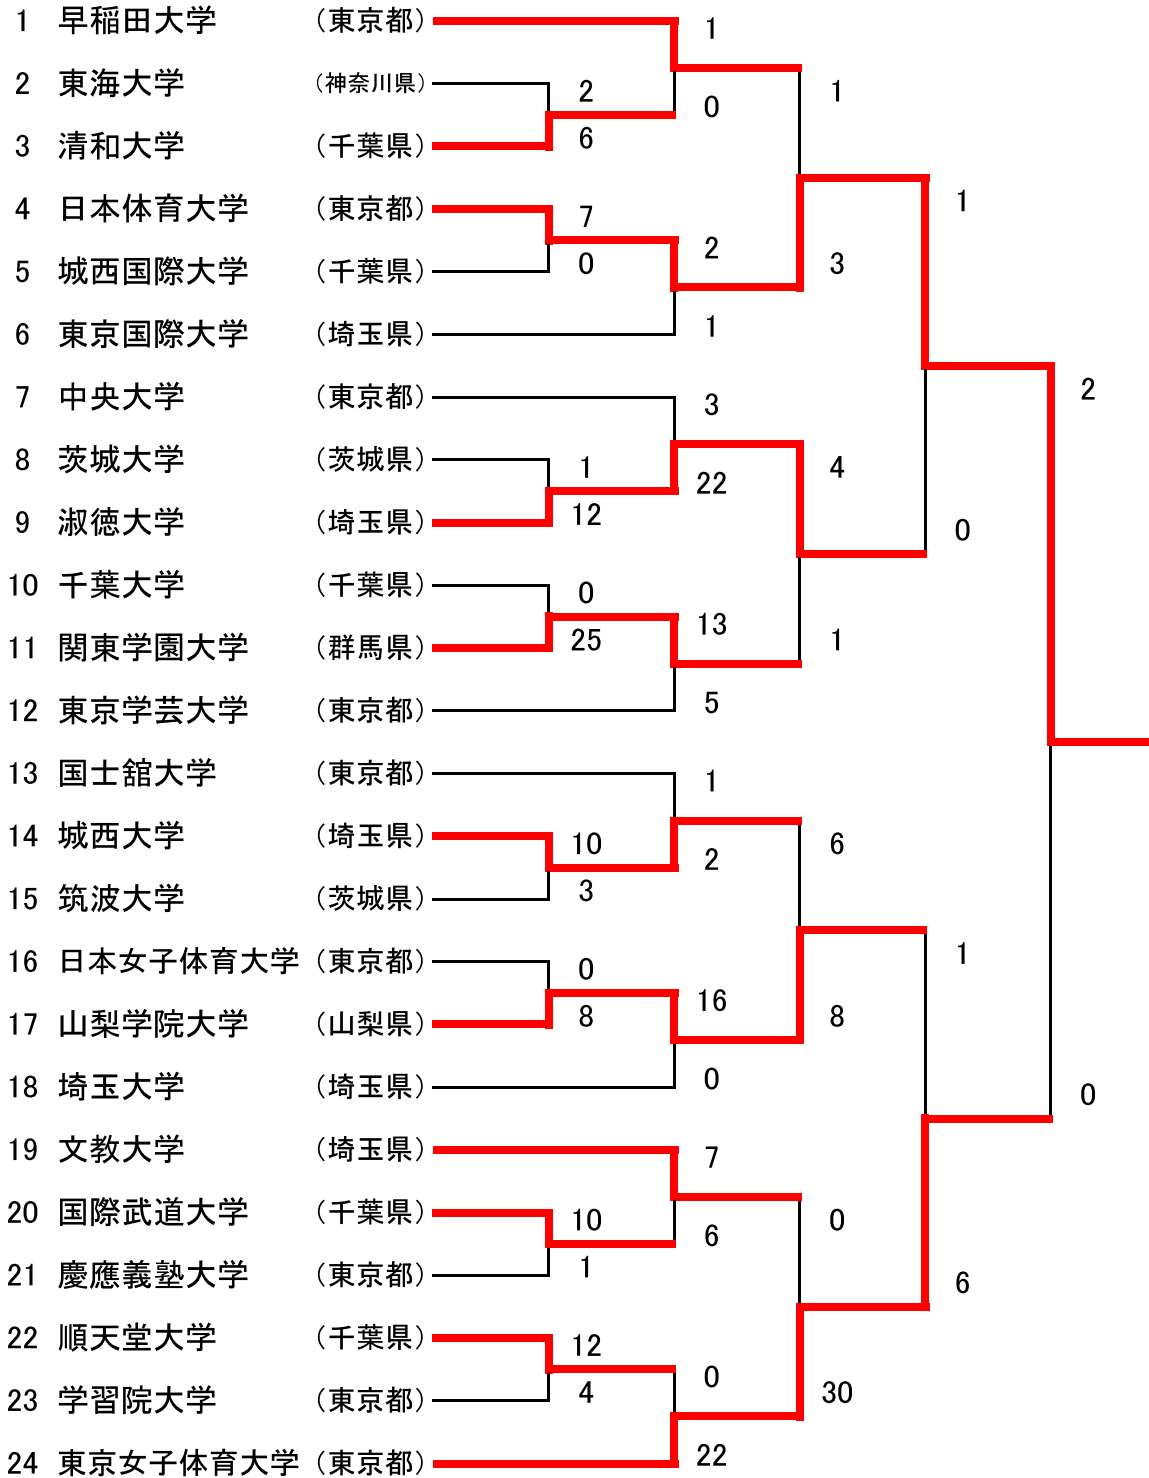 1 早稲田大学 (東京都) 1
2 東海大学 (神奈川県) 2 0 1
3 清和大学 (千葉県) 6
4 日本体育大学 (東京都) 7 1
5 城西国際大学 (千葉県) 0 2 3
6 東京国際大学 (埼玉県) 1
7 中央大学 (東京都) 3 2
8 茨城大学 (茨城県) 1 22 4
9 淑徳大学 (埼玉県) 12 0
10 千葉大学 (千葉県) 0
11 関東学園大学 (群馬県) 25 13 1
12 東京学芸大学 (東京都) 5
13 国士舘大学 (東京都) 1
14 城西大学 (埼玉県) 10 2 6
15 筑波大学 (茨城県) 3
16 日本女子体育大学 (東京都) 0 1
17 山梨学院大学 (山梨県) 8 16 8
18 埼玉大学 (埼玉県) 0 0
19 文教大学 (埼玉県) 7
20 国際武道大学 (千葉県) 10 6 0
21 慶應義塾大学 (東京都) 1 6
22 順天堂大学 (千葉県) 12
23 学習院大学 (東京都) 4 0 30
24 東京女子体育大学 (東京都) 22